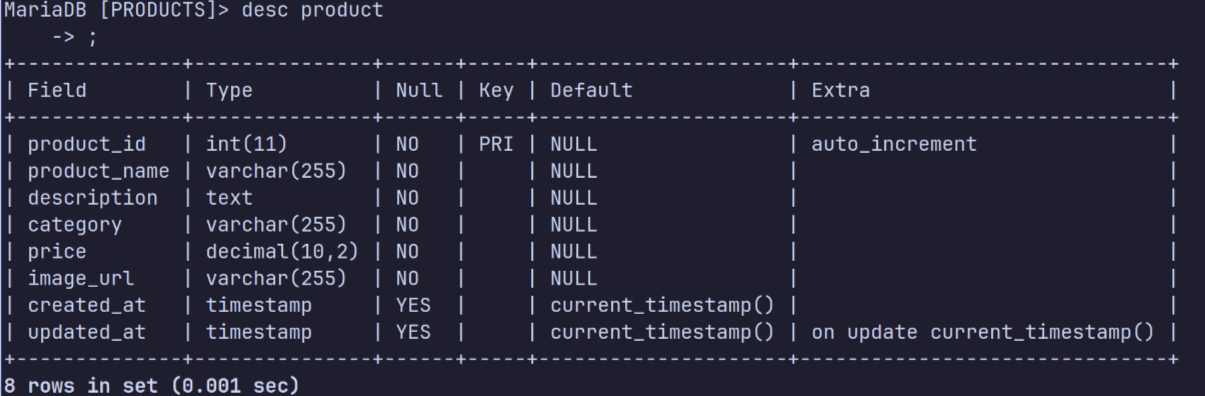 MariaDB [PRODUCTS]> desc product
    -> ;
+--------------+---------------+------+-----+---------------------+-------------------------------+
| Field        | Type          | Null | Key | Default             | Extra                         |
+--------------+---------------+------+-----+---------------------+-------------------------------+
| product_id   | int(11)       | NO   | PRI | NULL                | auto_increment                |
| product_name | varchar(255)  | NO   |     | NULL                |                               |
| description  | text          | NO   |     | NULL                |                               |
| category     | varchar(255)  | NO   |     | NULL                |                               |
| price        | decimal(10,2) | NO   |     | NULL                |                               |
| image_url    | varchar(255)  | NO   |     | NULL                |                               |
| created_at   | timestamp     | YES  |     | current_timestamp() |                               |
| updated_at   | timestamp     | YES  |     | current_timestamp() | on update current_timestamp() |
+--------------+---------------+------+-----+---------------------+-------------------------------+
8 rows in set (0.001 sec)